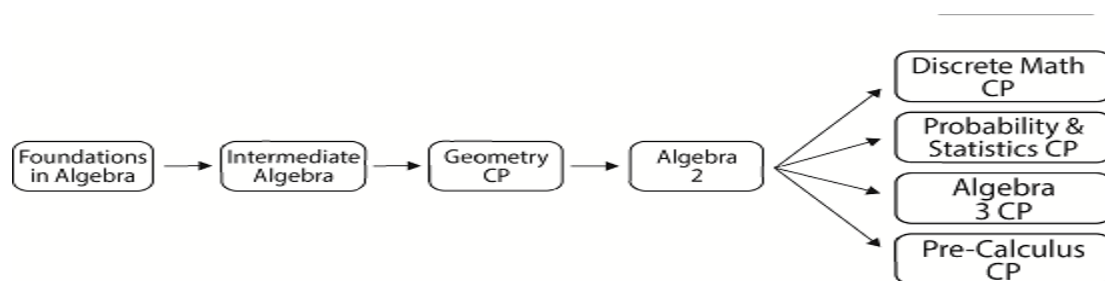 Foundations
in Algebra
Intermediate
Algebra
Geometry
CP
Algebra
2
Discrete Math
CP
Probability &
Statistics CP
Algebra
3 CP
Pre-Calculus
CP